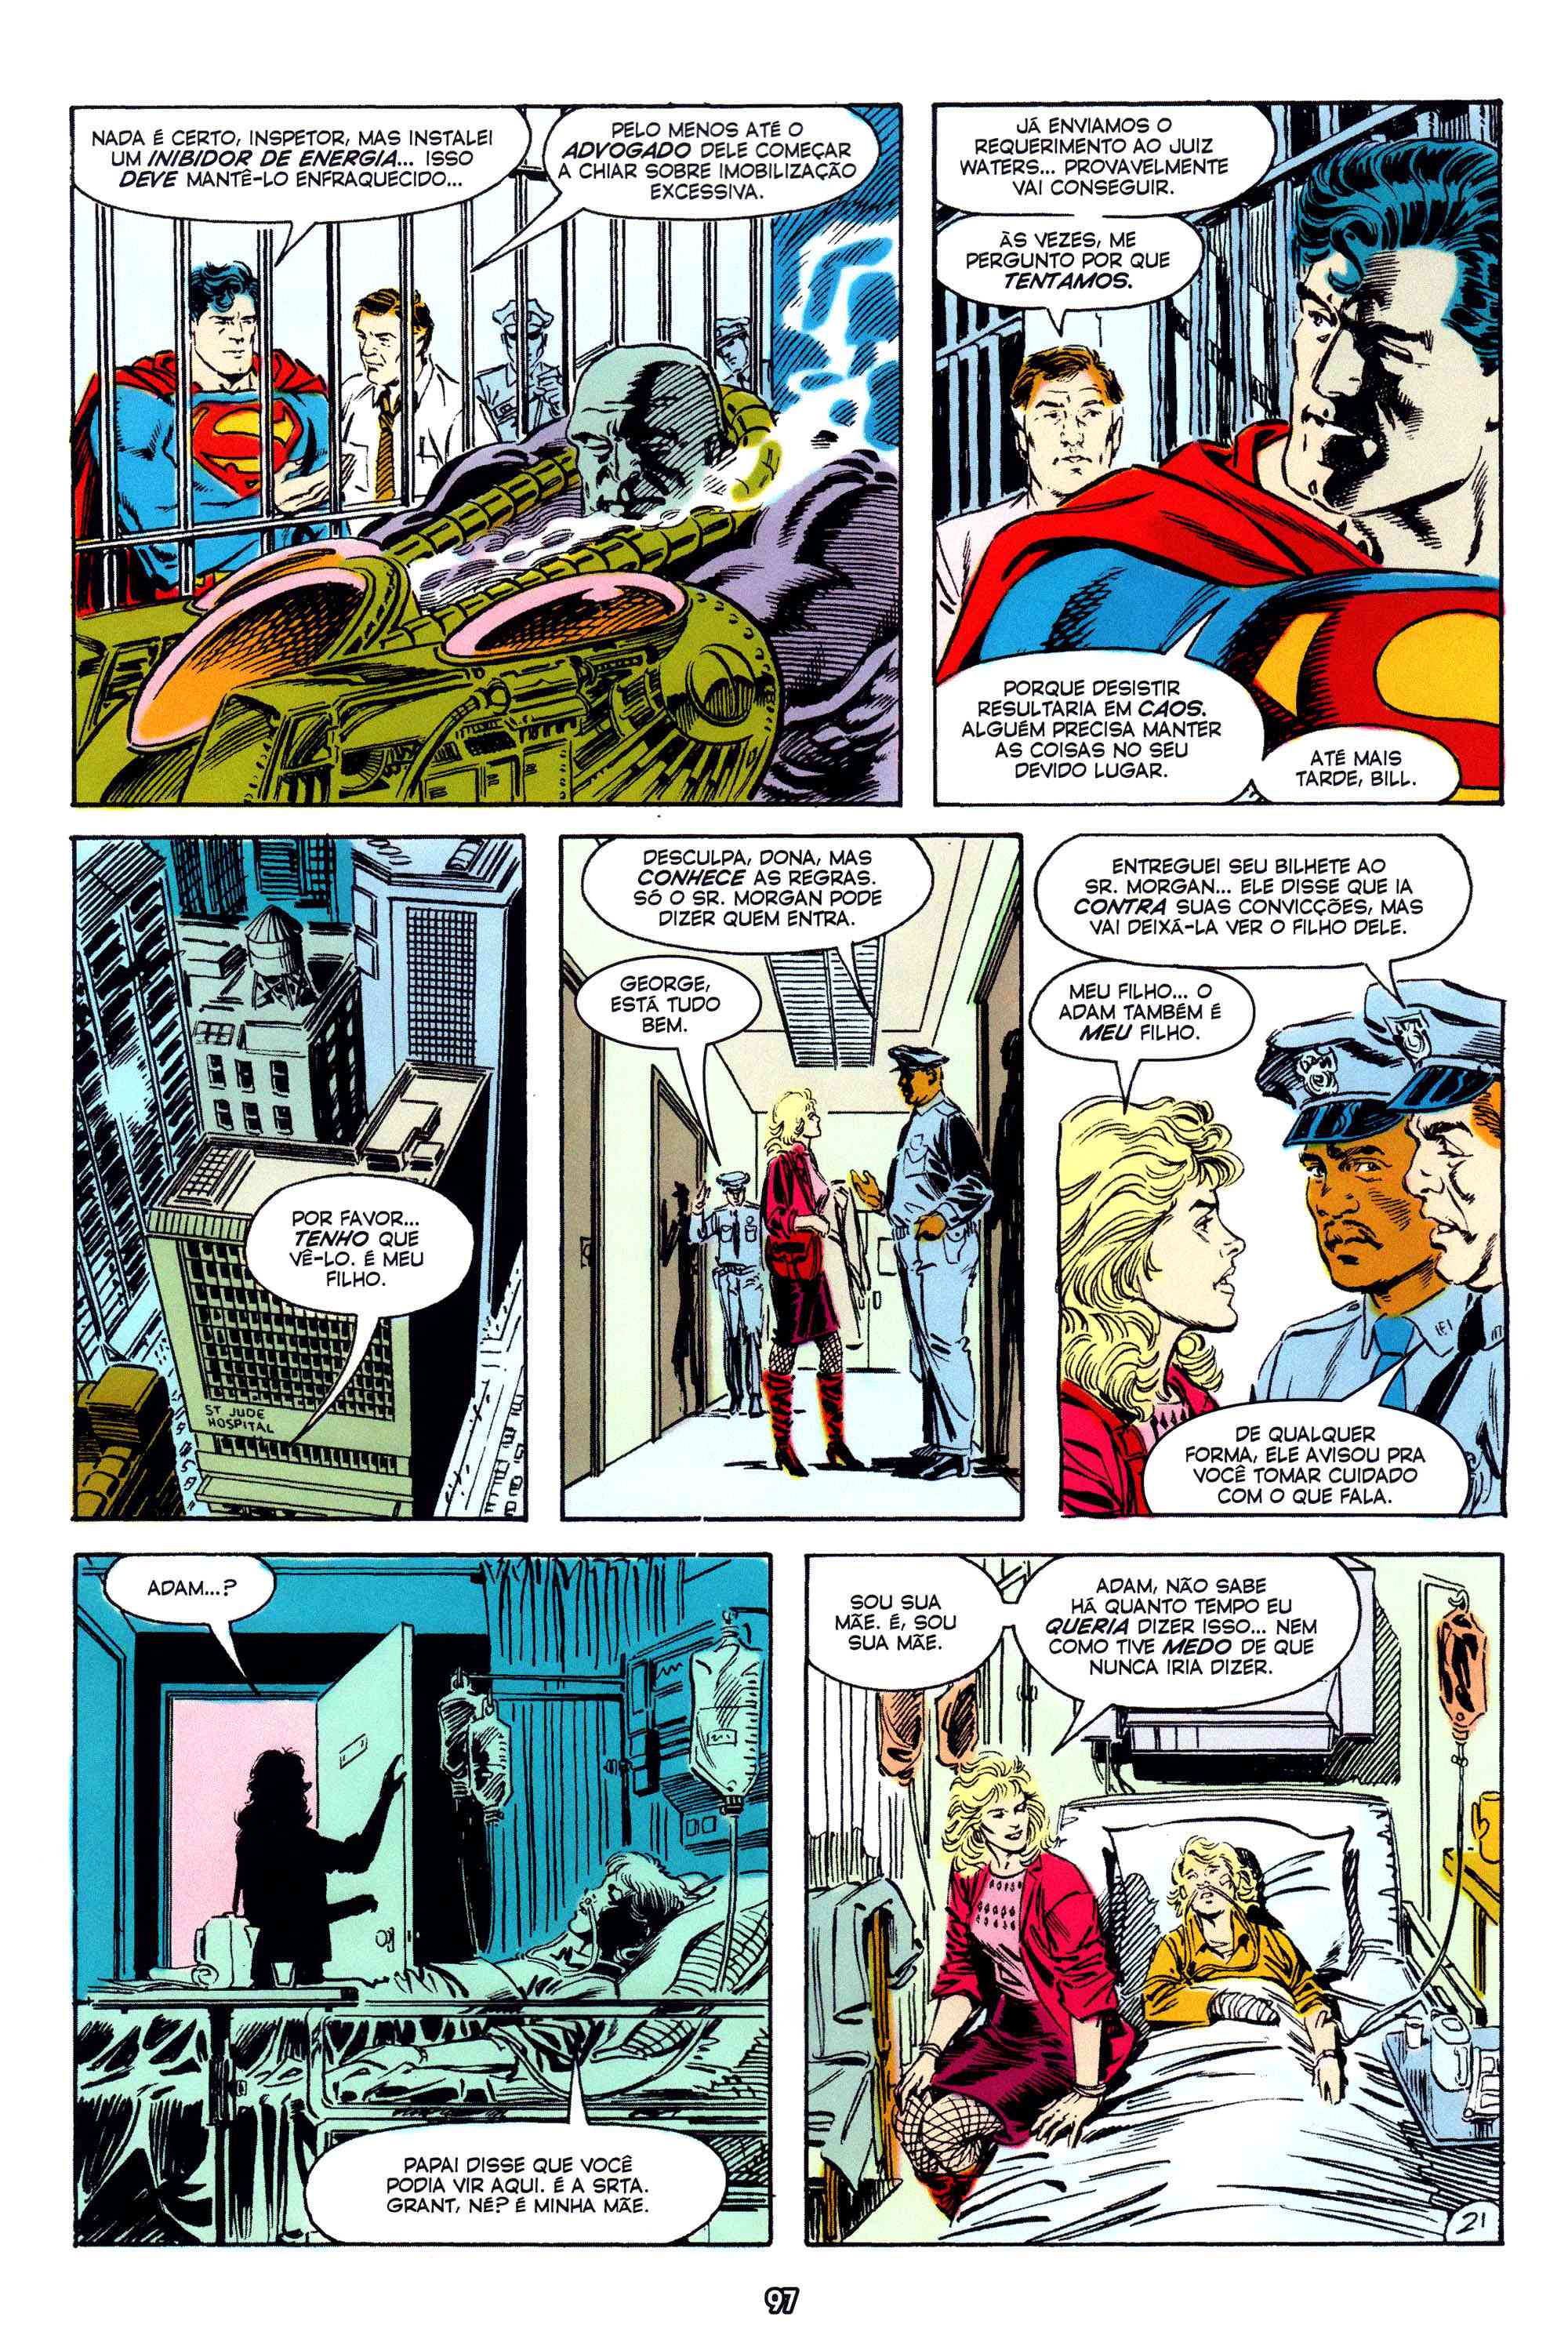 NADA É CERTO, INSPETOR, MAS INSTALEI
UM INIBIDOR DE ENERGIA... ISSO
DEVE MANTÊ-LO ENFRAQUECIDO...
PELO MENOS ATÉ O
ADVOGADO DELE COMEÇAR
A CHIAR SOBRE IMOBILIZAÇÃO
EXCESSIVA.
JÁ ENVIAMOS O
REQUERIMENTO AO JUIZ
WATERS... PROVAVELMENTE
VAI CONSEGUIR.
ÀS VEZES, ME
PERGUNTO POR QUE
TENTAMOS.
PORQUE DESISTIR
RESULTARIA EM CAOS.
ALGUÉM PRECISA MANTER
AS COISAS NO SEU
DEVIDO LUGAR.
ATÉ MAIS
TARDE, BILL.
POR FAVOR...
TENHO QUE
VÊ-LO. É MEU
FILHO.
ST JUDE
HOSPITAL
DESCULPA, DONA, MAS
CONHECE AS REGRAS.
SÓ O SR. MORGAN PODE
DIZER QUEM ENTRA.
GEORGE,
ESTÁ TUDO
BEM.
ENTREGUEI SEU BILHETE AO
SR. MORGAN... ELE DISSE QUE IA
CONTRA SUAS CONVICÇÕES, MAS
VAI DEIXÁ-LA VER O FILHO DELE.
MEU FILHO... O
ADAM TAMBÉM É
MEU FILHO.
DE QUALQUER
FORMA, ELE AVISOU PRA
VOCÊ TOMAR CUIDADO
COM O QUE FALA.
ADAM...?
PAPAI DISSE QUE VOCÊ
PODIA VIR AQUI. É A SRTA.
GRANT, NÉ? É MINHA MÃE.
SOU SUA
MÃE. É, SOU
SUA MÃE.
ADAM, NÃO SABE
HÁ QUANTO TEMPO EU
QUERIA DIZER ISSO... NEM
COMO TIVE MEDO DE QUE
NUNCA IRIA DIZER.
21
97